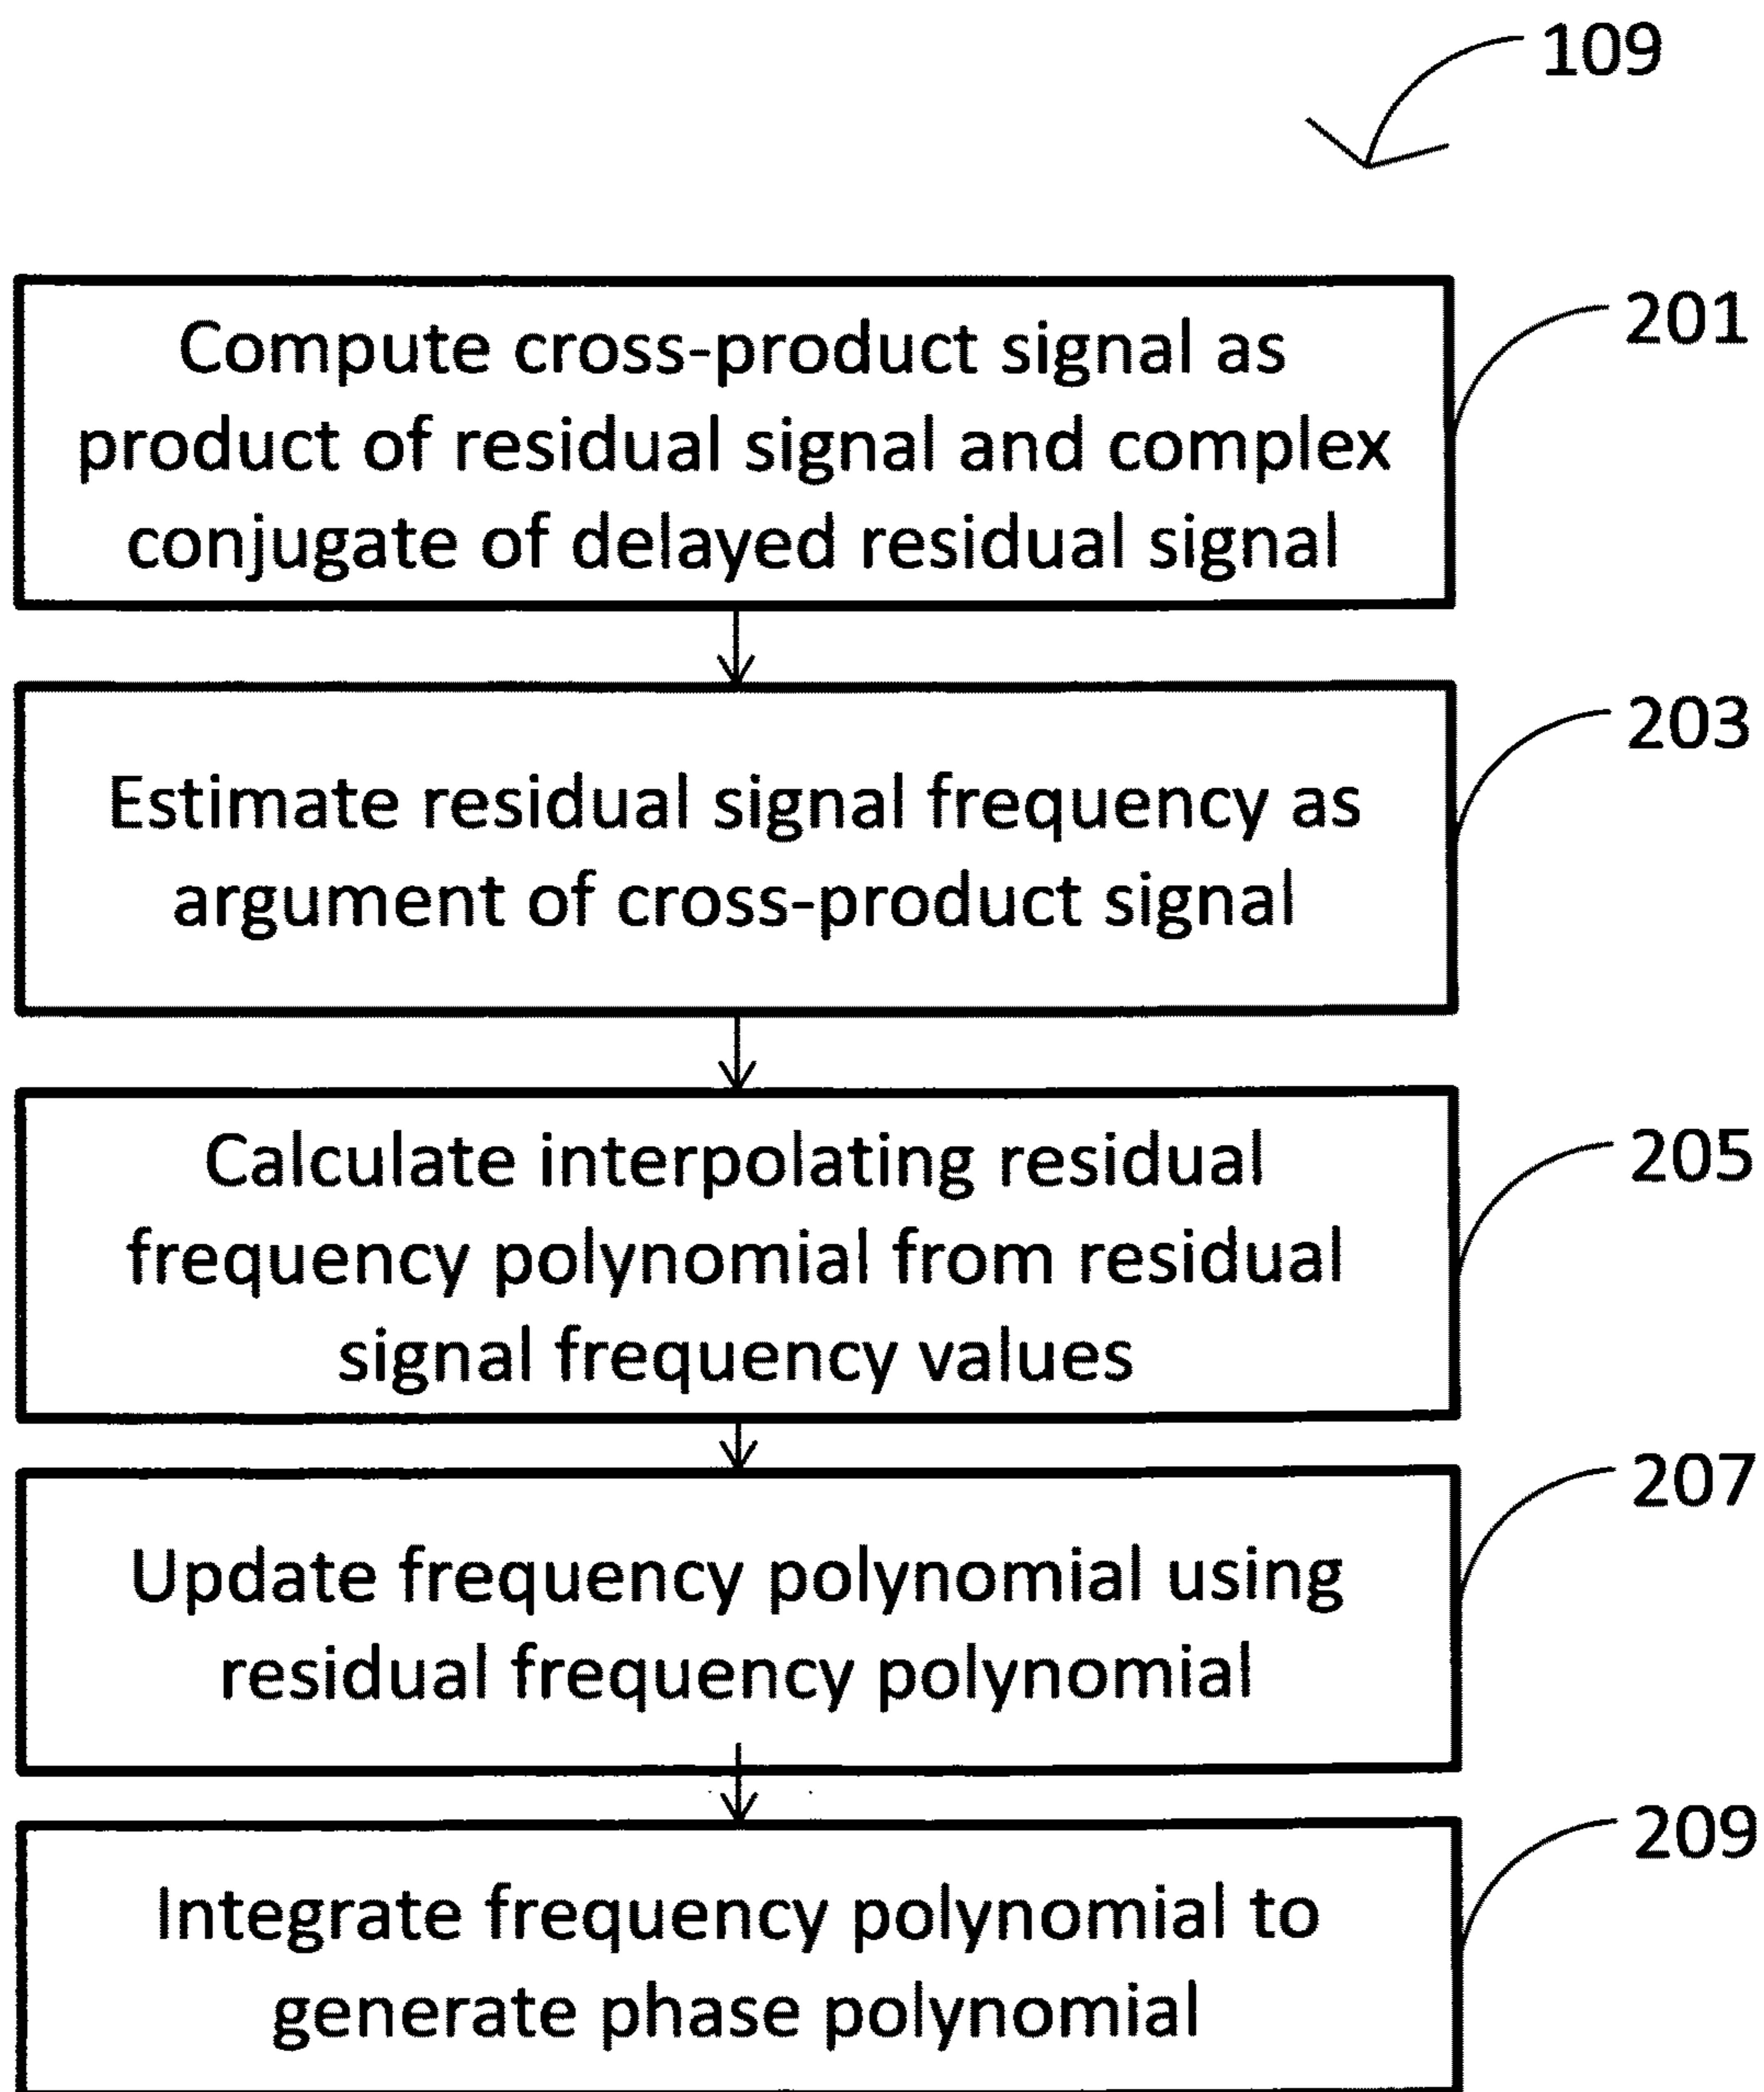 109
Compute cross-product signal as
product of residual signal and complex
conjugate of delayed residual signal
201
Estimate residual signal frequency as
argument of cross-product signal
203
Calculate interpolating residual
frequency polynomial from residual
signal frequency values
205
Update frequency polynomial using
residual frequency polynomial
207
Integrate frequency polynomial to
generate phase polynomial
209